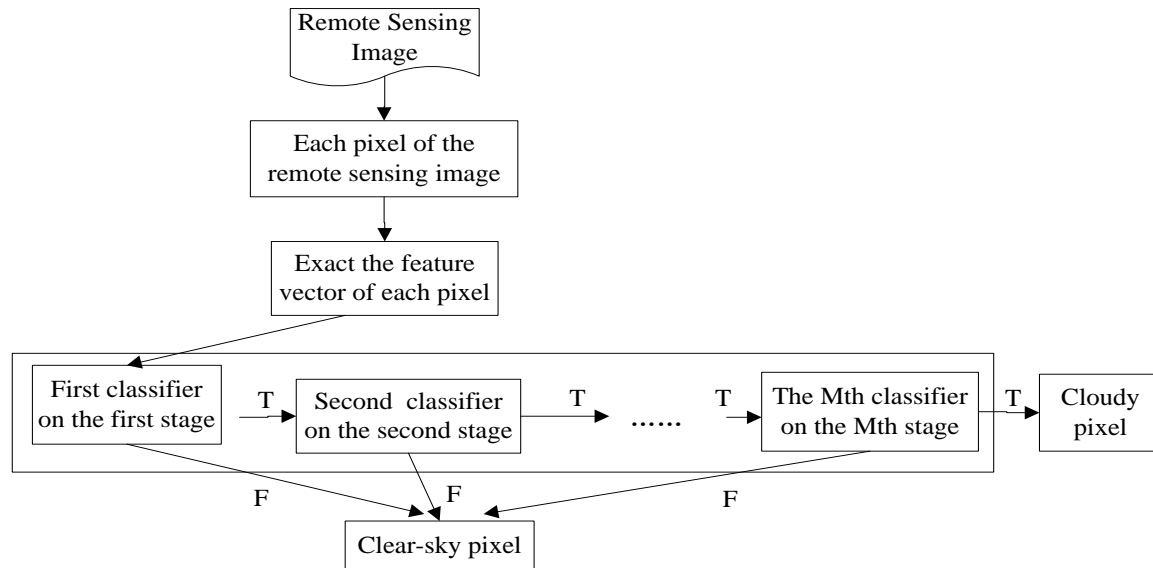 Remote Sensing
Image
Each pixel of the
remote sensing image
Exact the feature
vector of each pixel
First classifier
on the first stage
T
Second classifier
on the second stage
T
……
T
The Mth classifier
on the Mth stage
T
Cloudy
pixel
F
F
F
Clear-sky pixel